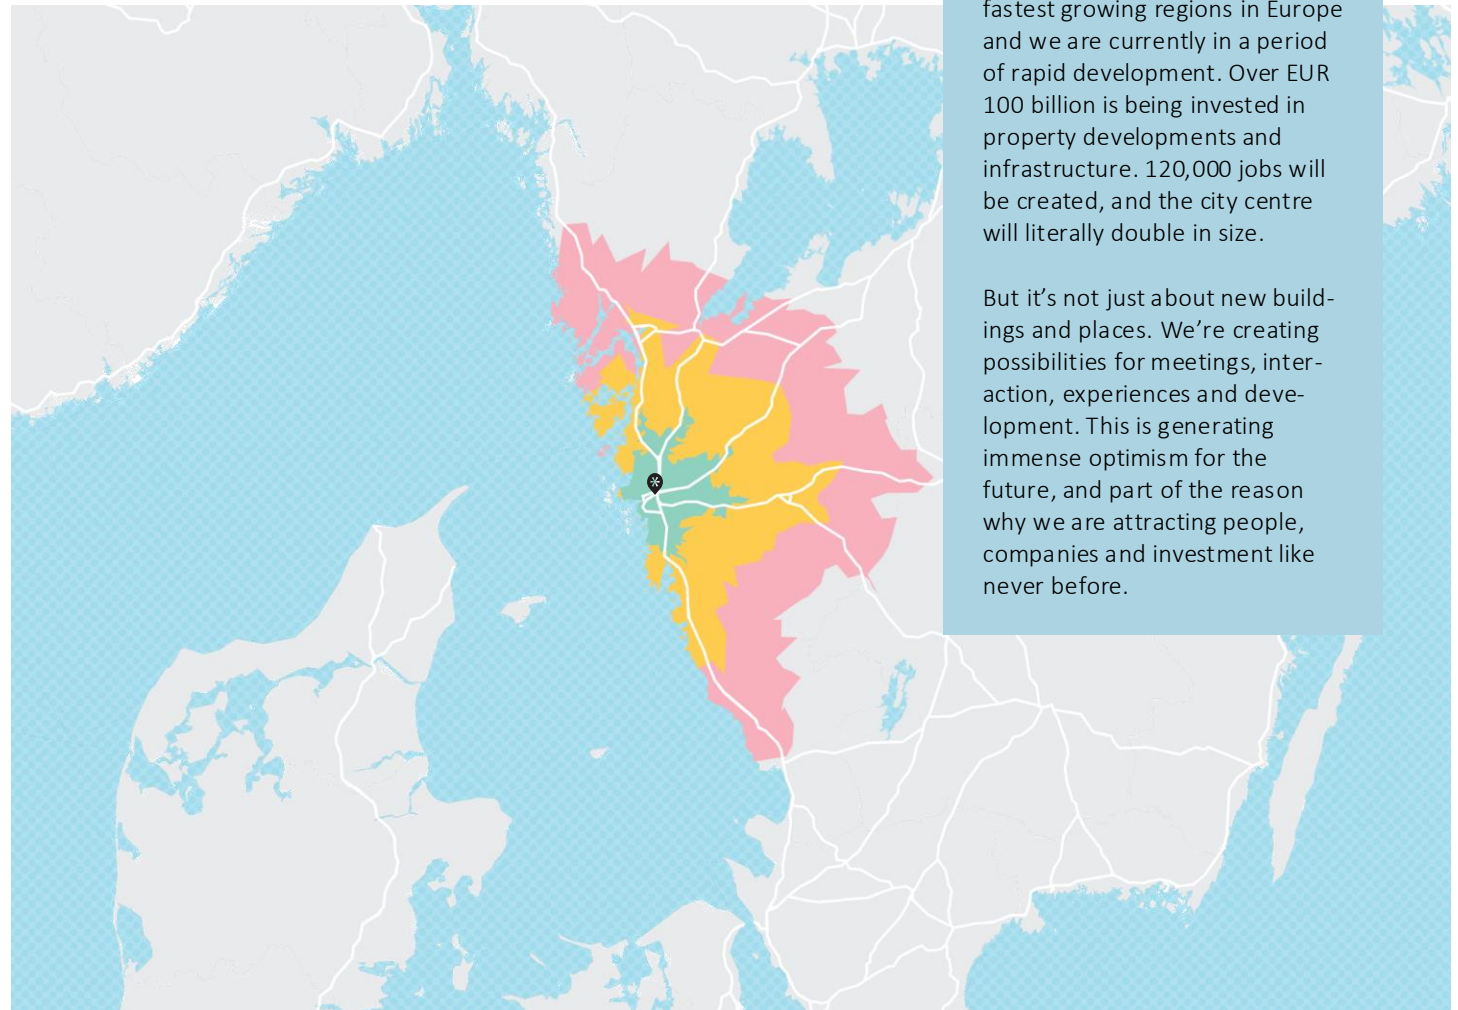 fastest growing regions in Europe
and we are currently in a period
of rapid development. Over EUR
100 billion is being invested in
property developments and
infrastructure. 120,000 jobs will
be created, and the city centre
will literally double in size.
But it’s not just about new build-
ings and places. We’re creating
possibilities for meetings, inter-
action, experiences and deve-
lopment. This is generating
immense optimism for the
future, and part of the reason
why we are attracting people,
companies and investment like
never before.